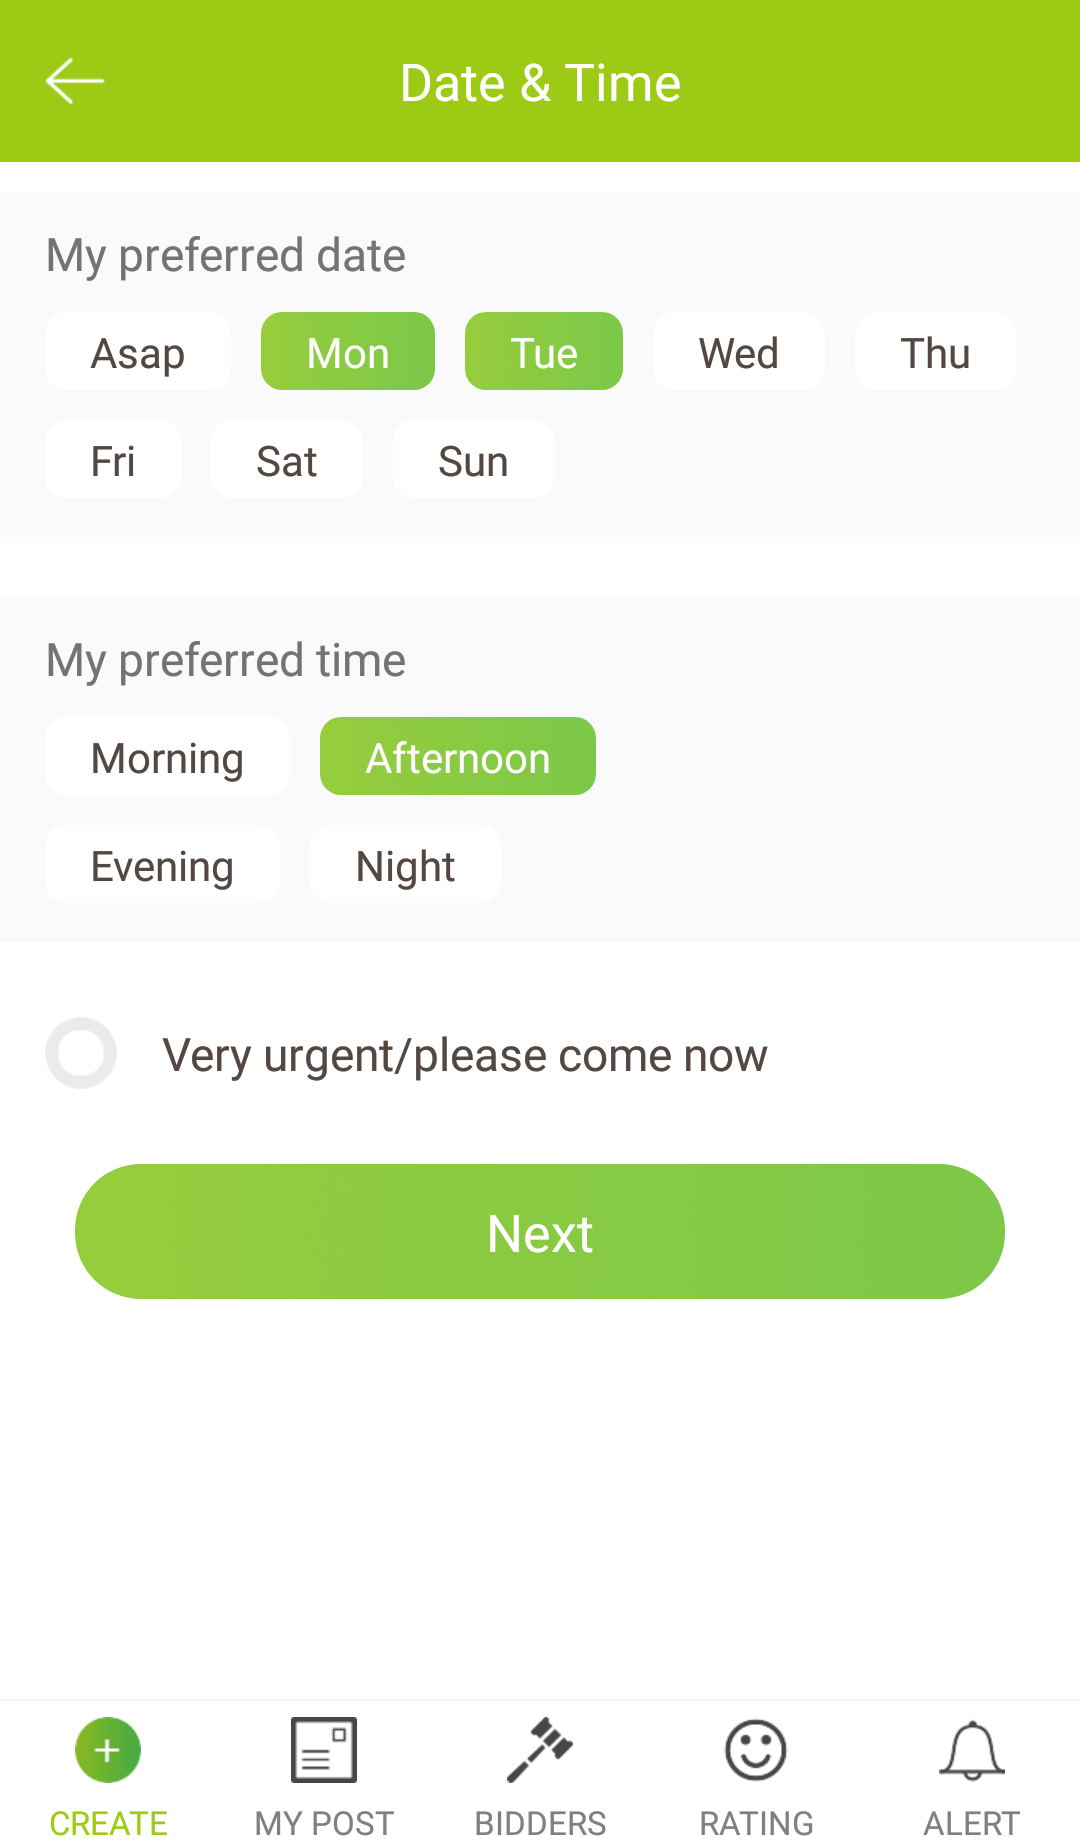 Date & Time
My preferred date
Asap Mon Tue Wed Thu
Fri Sat Sun
My preferred time
Morning Afternoon
Evening Night
Very urgent/please come now
Next
CREATE MY POST BIDDERS RATING ALERT